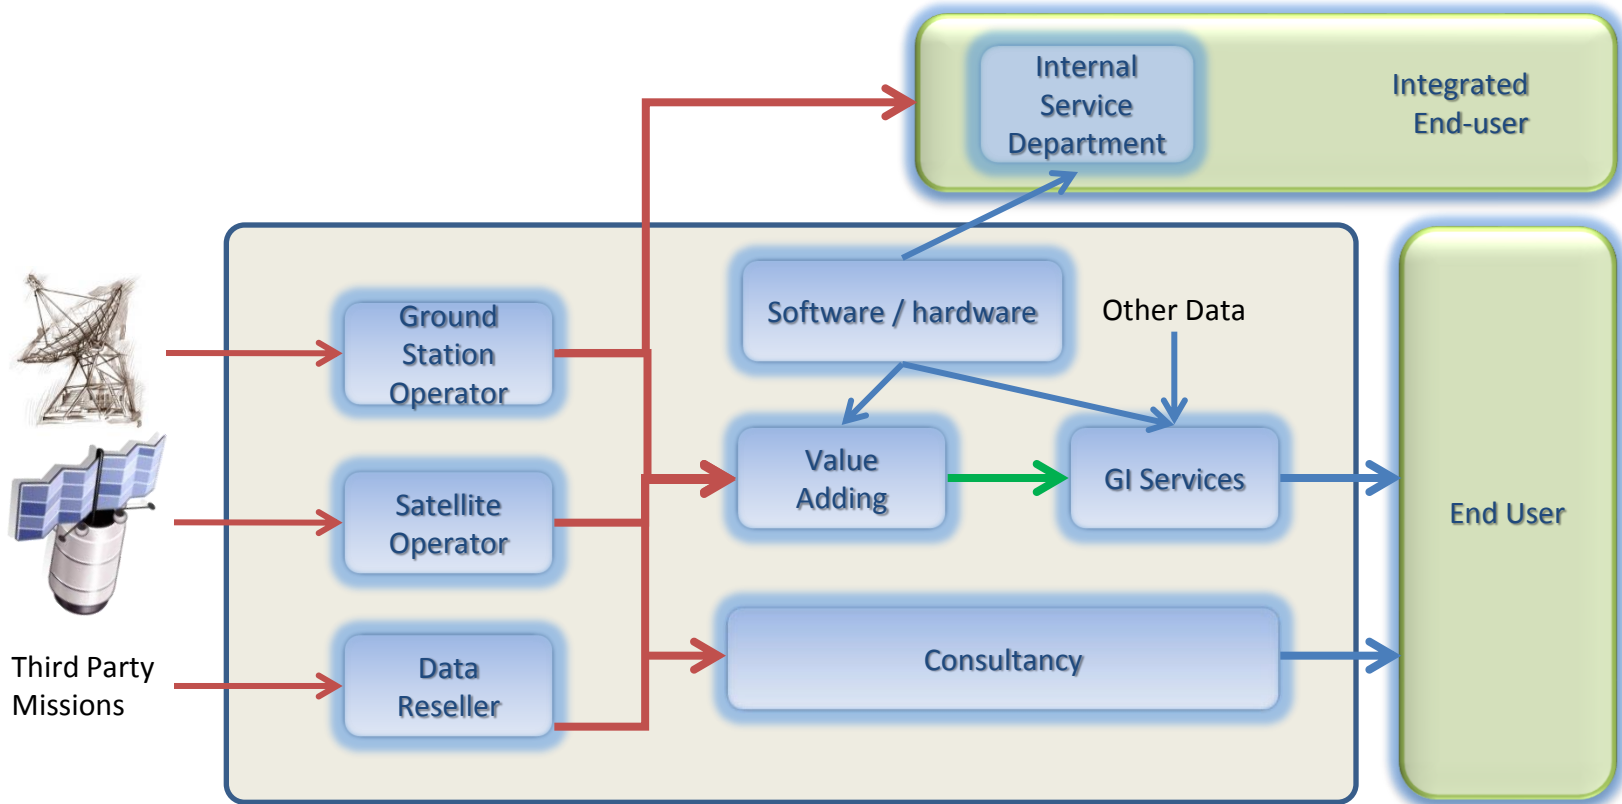 Internal
Service
Department
Integrated
End-user
Ground
Station
Operator
Software / hardware
Other Data
Value
Adding
GI Services
Satellite
Operator
End User
Third Party
Missions
Data
Reseller
Consultancy